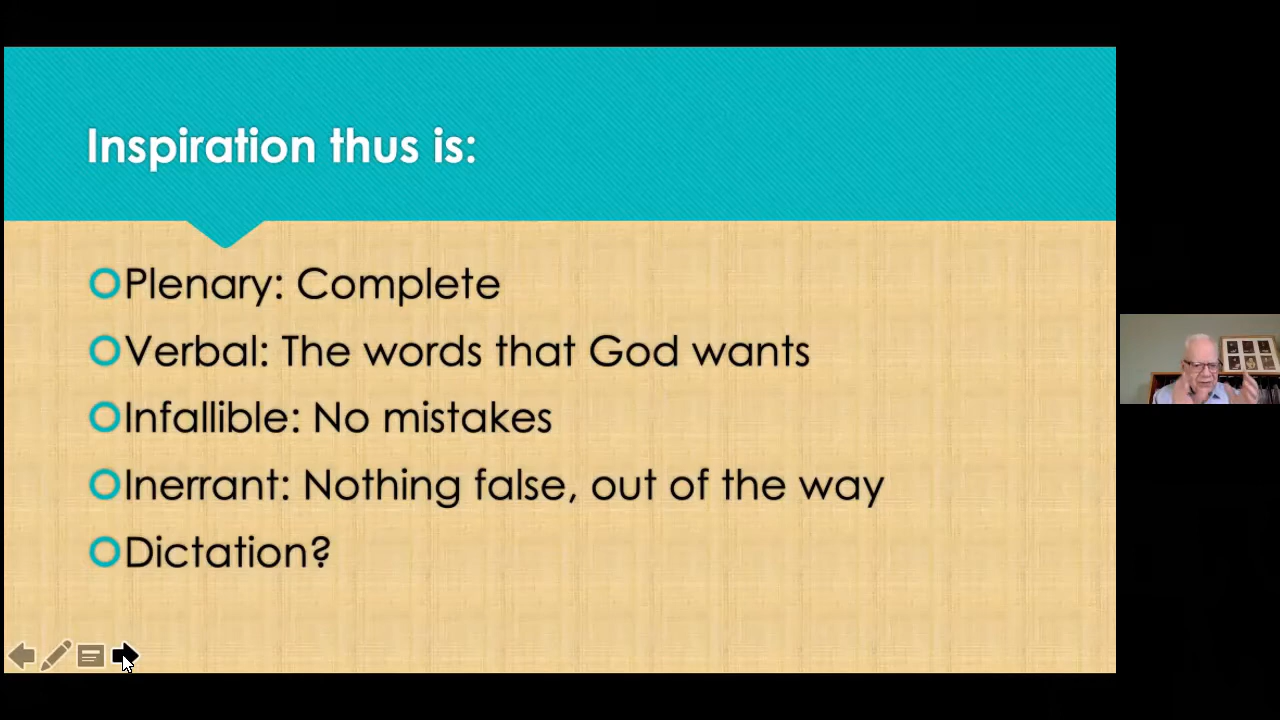 Inspiration thus is:
Plenary: Complete
Verbal: The words that God wants
Infallible: No mistakes
Inerrant: Nothing false, out of the way
Dictation?